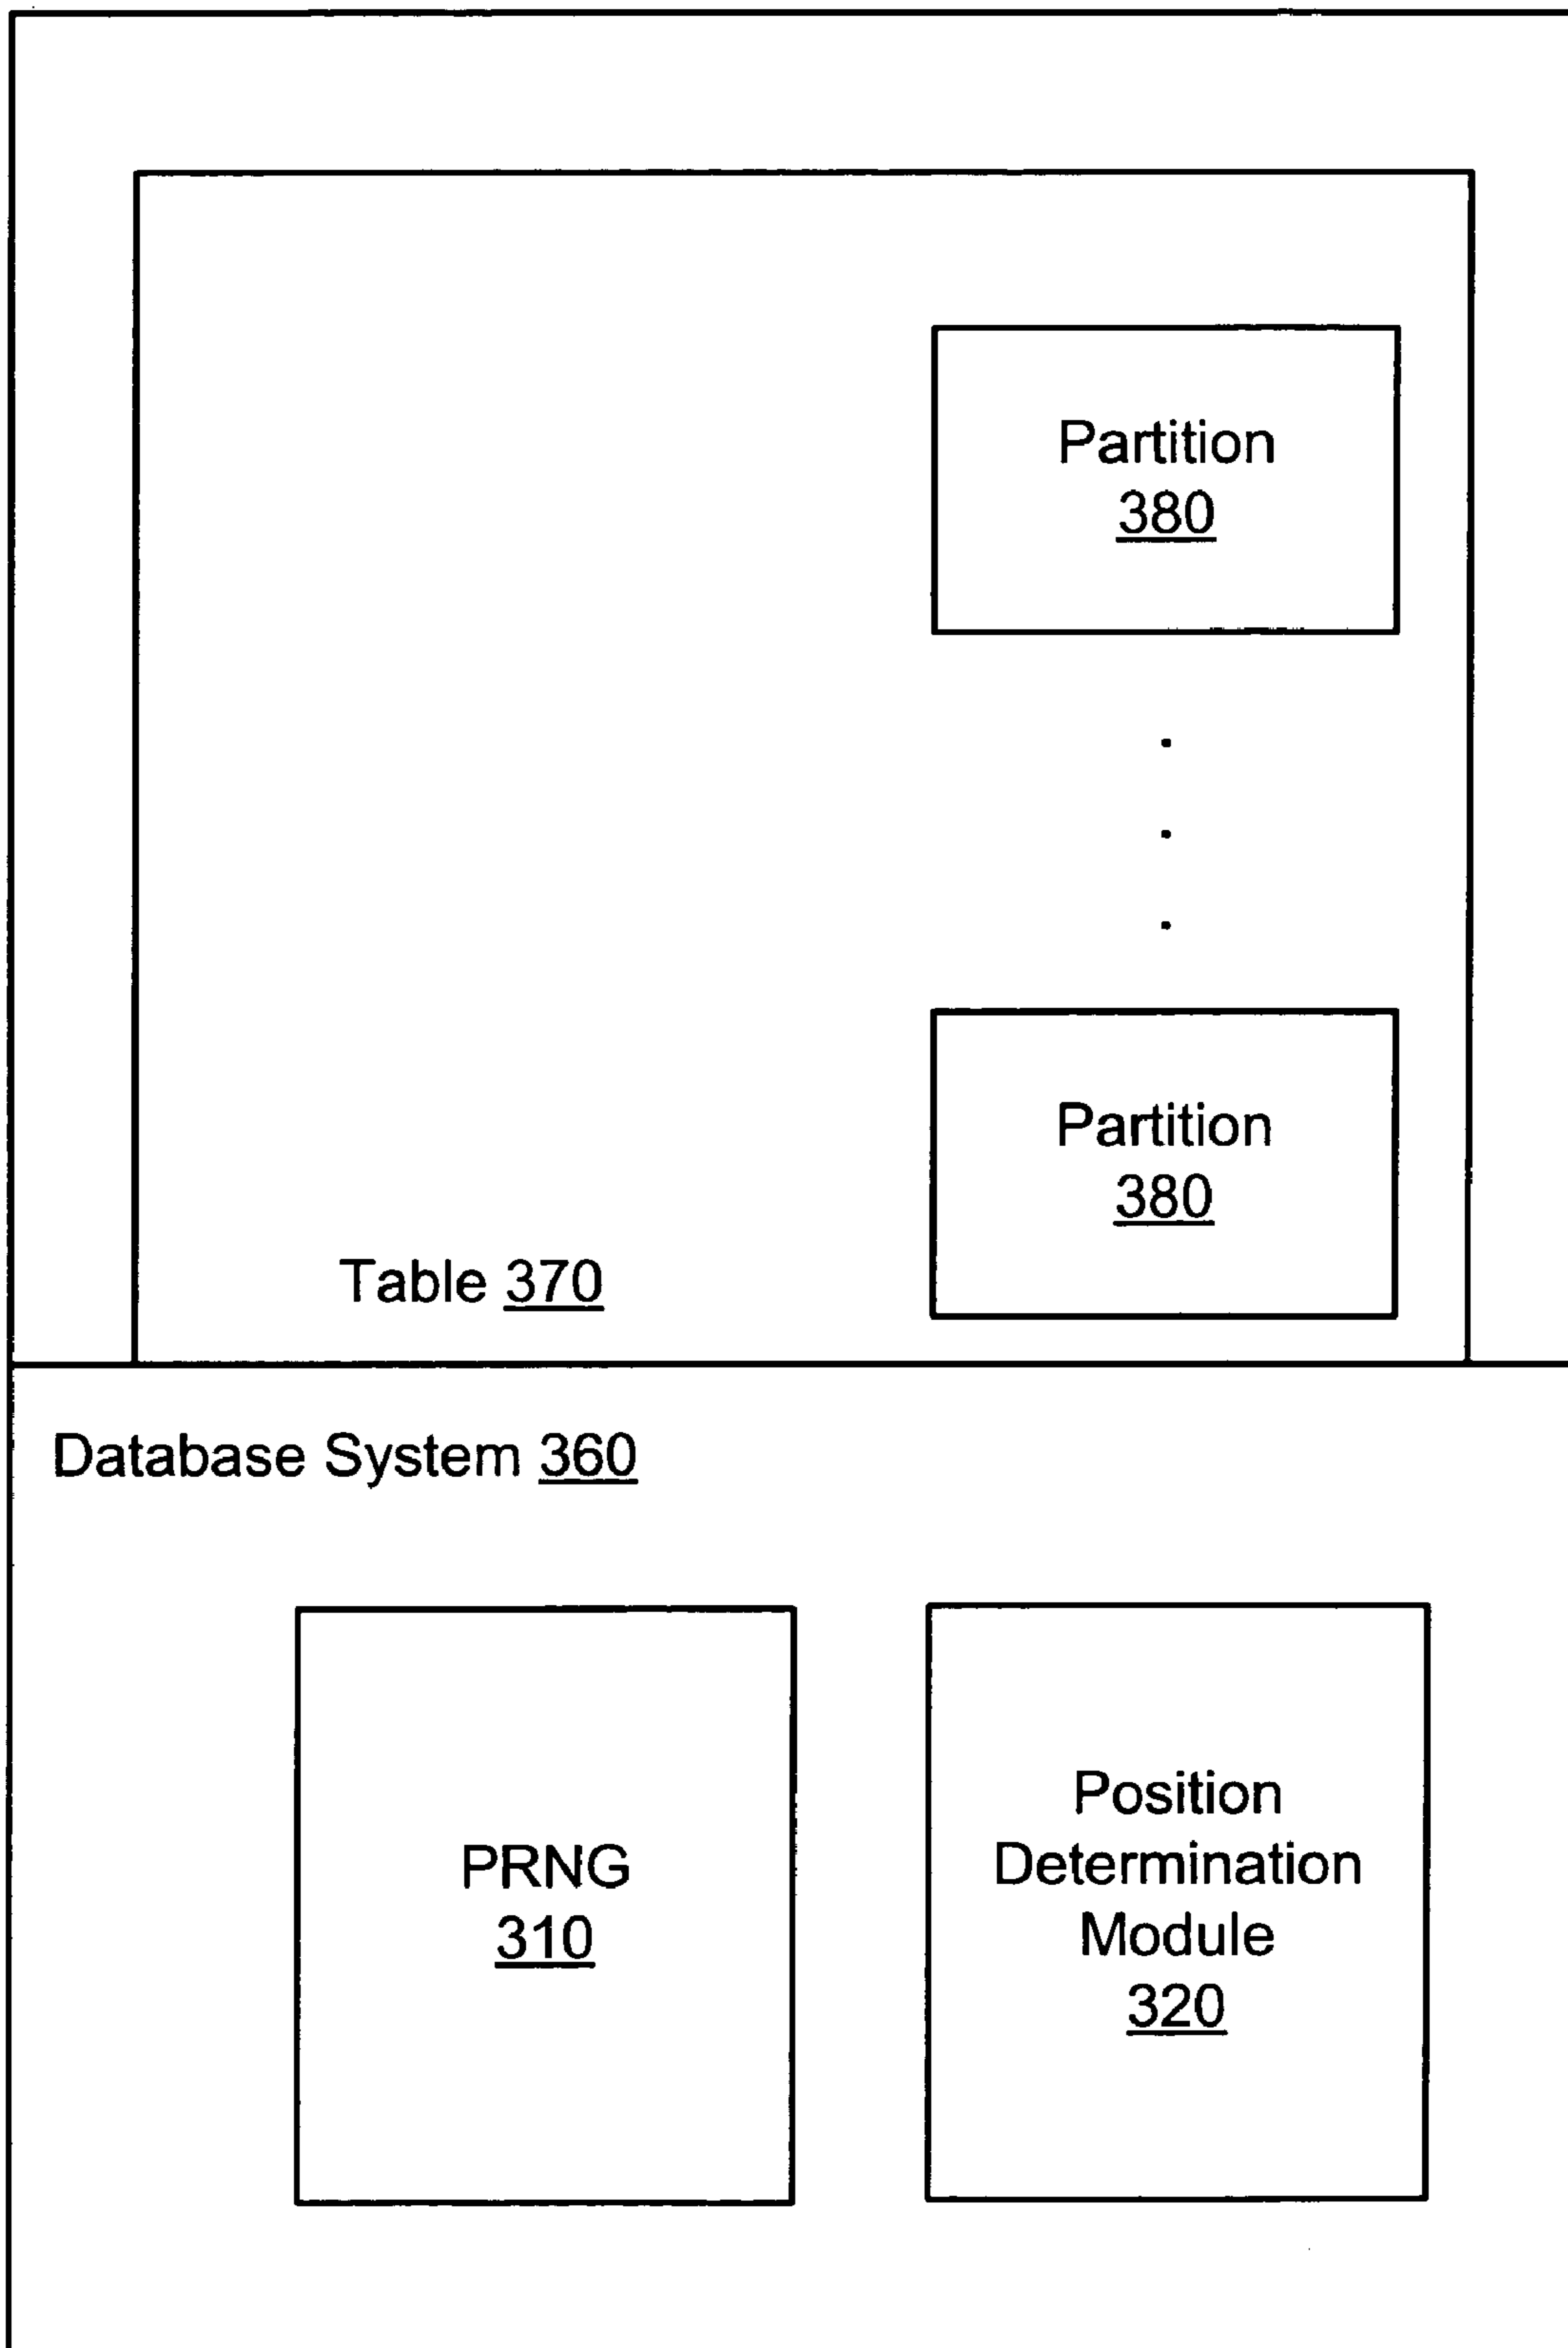 Partition
380
.
.
.
Partition
380
Table 370
Database System 360
PRNG
310
Position
Determination
Module
320